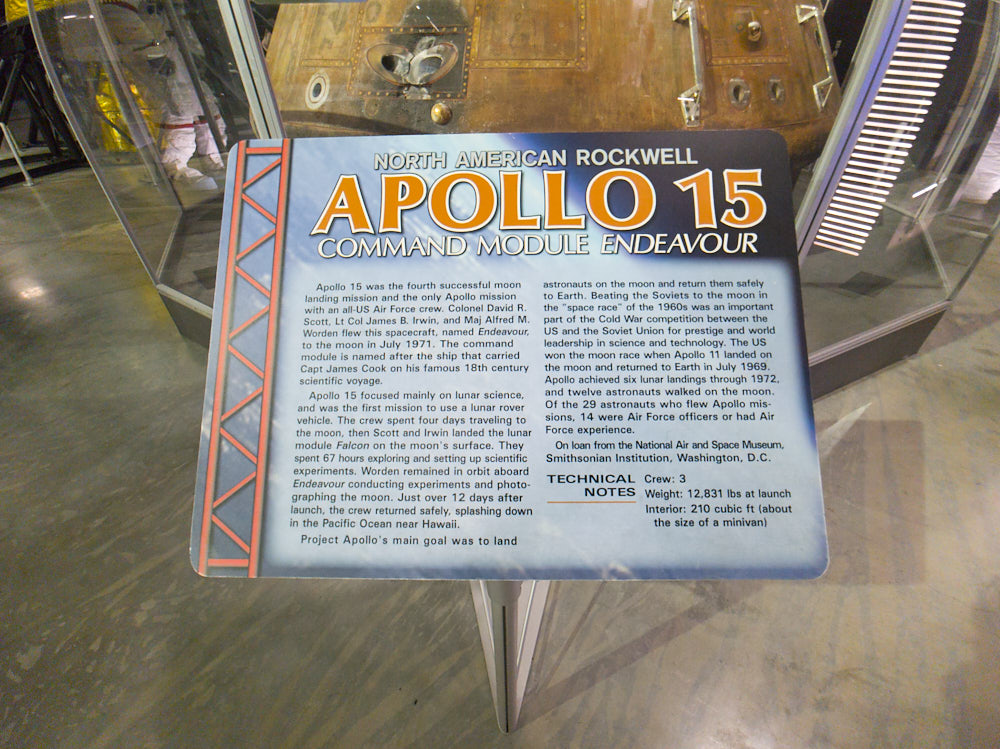 NORTH AMERICAN ROCKWELL
APOLLO 15
COMMAND MODULE ENDEAVOUR
Apollo 15 was the fourth successful moon
landing mission and the only Apollo mission
with an all-US Air Force crew. Colonel David R.
Scott, Lt Col James B. Irwin, and Maj Alfred M.
Worden flew this spacecraft, named Endeavour,
to the moon in July 1971. The command
module is named after the ship that carried
Capt James Cook on his famous 18th century
scientific voyage.
Apollo 15 focused mainly on lunar science,
and was the first mission to use a lunar rover
vehicle. The crew spent four days traveling to
the moon, then Scott and Irwin landed the lunar
module Falcon on the moon's surface. They
spent 67 hours exploring and setting up scientific
experiments. Worden remained in orbit aboard
Endeavour conducting experiments and photo-
graphing the moon. Just over 12 days after
launch, the crew returned safely, splashing down
in the Pacific Ocean near Hawaii.
Project Apollo's main goal was to land
astronauts on the moon and return them safely
to Earth. Beating the Soviets to the moon in
the "space race" of the 1960s was an important
part of the Cold War competition between the
US and the Soviet Union for prestige and world
leadership in science and technology. The US
won the moon race when Apollo 11 landed on
the moon and returned to Earth in July 1969.
Apollo achieved six lunar landings through 1972,
and twelve astronauts walked on the moon.
Of the 29 astronauts who flew Apollo mis-
sions, 14 were Air Force officers or had Air
Force experience.
On loan from the National Air and Space Museum,
Smithsonian Institution, Washington, D.C.
TECHNICAL
NOTES
Crew: 3
Weight: 12,831 lbs at launch
Interior: 210 cubic ft (about
the size of a minivan)